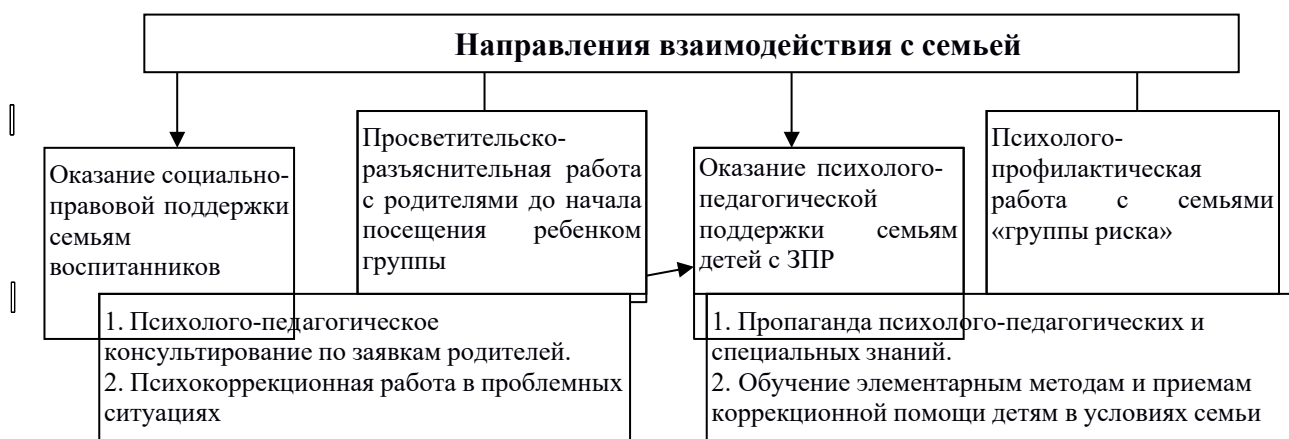 Направления взаимодействия с семьей
Оказание социально-
правовой поддержки
семьям
воспитанников
Просветительско-
разъяснительная работа
с родителями до начала
посещения ребенком
группы
Оказание психолого-
педагогической
поддержки семьям
детей с ЗПР
Психолого-
профилактическая
работа с семьями
«группы риска»
1. Психолого-педагогическое
консультирование по заявкам родителей.
2. Психокоррекционная работа в проблемных
ситуациях
1. Пропаганда психолого-педагогических и
специальных знаний.
2. Обучение элементарным методам и приемам
коррекционной помощи детям в условиях семьи